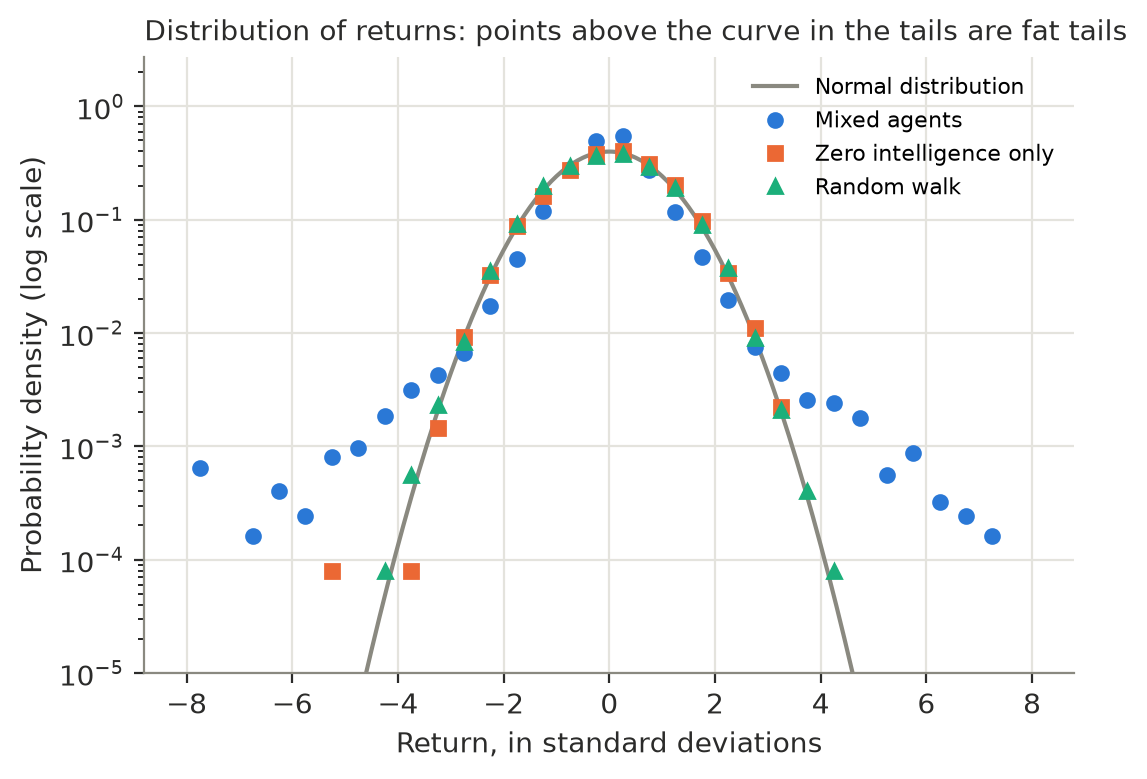 Distribution of returns: points above the curve in the tails are fat tails
Normal distribution
Mixed agents
Zero intelligence only
Random walk
Probability density (log scale)
10⁰
10⁻¹
10⁻²
10⁻³
10⁻⁴
10⁻⁵
−8 −6 −4 −2 0 2 4 6 8
Return, in standard deviations